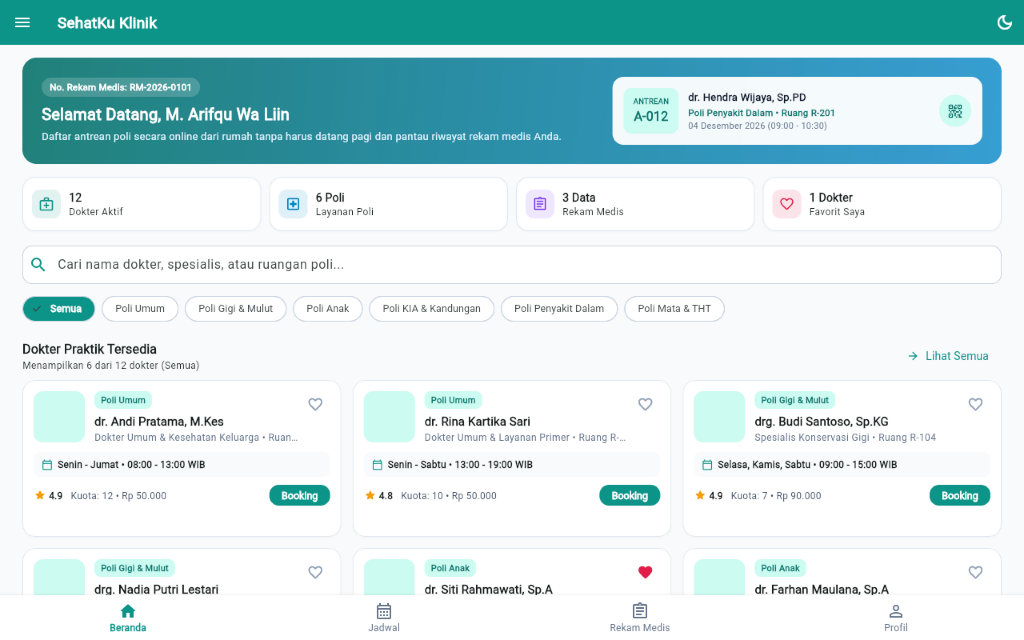 SehatKu Klinik
No. Rekam Medis: RM-2026-0101
Selamat Datang, M. Arifqu Wa Liin
Daftar antrean poli secara online dari rumah tanpa harus datang pagi dan pantau riwayat rekam medis Anda.
ANTREAN
A-012
dr. Hendra Wijaya, Sp.PD
Poli Penyakit Dalam • Ruang R-201
04 Desember 2026 (09:00 - 10:30)
12
Dokter Aktif
6 Poli
Layanan Poli
3 Data
Rekam Medis
1 Dokter
Favorit Saya
Cari nama dokter, spesialis, atau ruangan poli...
Semua
Poli Umum
Poli Gigi & Mulut
Poli Anak
Poli KIA & Kandungan
Poli Penyakit Dalam
Poli Mata & THT
Dokter Praktik Tersedia
Menampilkan 6 dari 12 dokter (Semua)
Lihat Semua
Poli Umum
dr. Andi Pratama, M.Kes
Dokter Umum & Kesehatan Keluarga • Ruan...
Senin - Jumat • 08:00 - 13:00 WIB
4.9 Kuota: 12 • Rp 50.000
Booking
Poli Umum
dr. Rina Kartika Sari
Dokter Umum & Layanan Primer • Ruang R-...
Senin - Sabtu • 13:00 - 19:00 WIB
4.8 Kuota: 10 • Rp 50.000
Booking
Poli Gigi & Mulut
drg. Budi Santoso, Sp.KG
Spesialis Konservasi Gigi • Ruang R-104
Selasa, Kamis, Sabtu • 09:00 - 15:00 WIB
4.9 Kuota: 7 • Rp 90.000
Booking
Poli Gigi & Mulut
drg. Nadia Putri Lestari
Poli Anak
dr. Siti Rahmawati, Sp.A
Poli Anak
dr. Farhan Maulana, Sp.A
Beranda
Jadwal
Rekam Medis
Profil